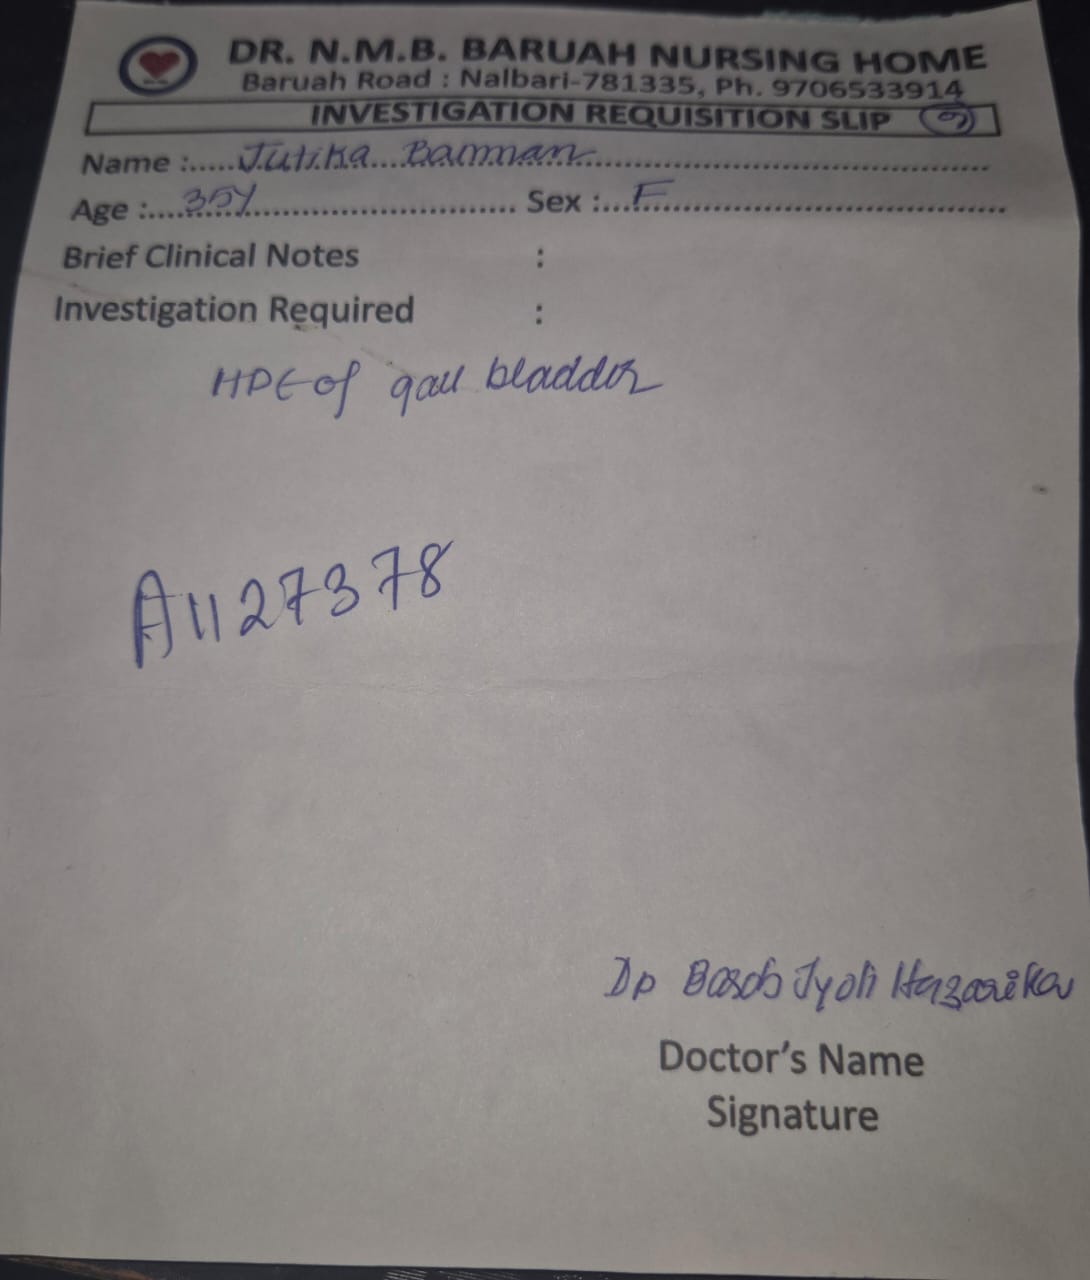 DR. N.M.B. BARUAH NURSING HOME
Baruah Road : Nalbari-781335, Ph. 9706533914
INVESTIGATION REQUISITION SLIP
Name :.....Jutika...Barman
Age :....35Y Sex :...F
Brief Clinical Notes :
Investigation Required :
HPE of gall bladder
A1127378
Dr Jyoti Hazarika
Doctor's Name
Signature